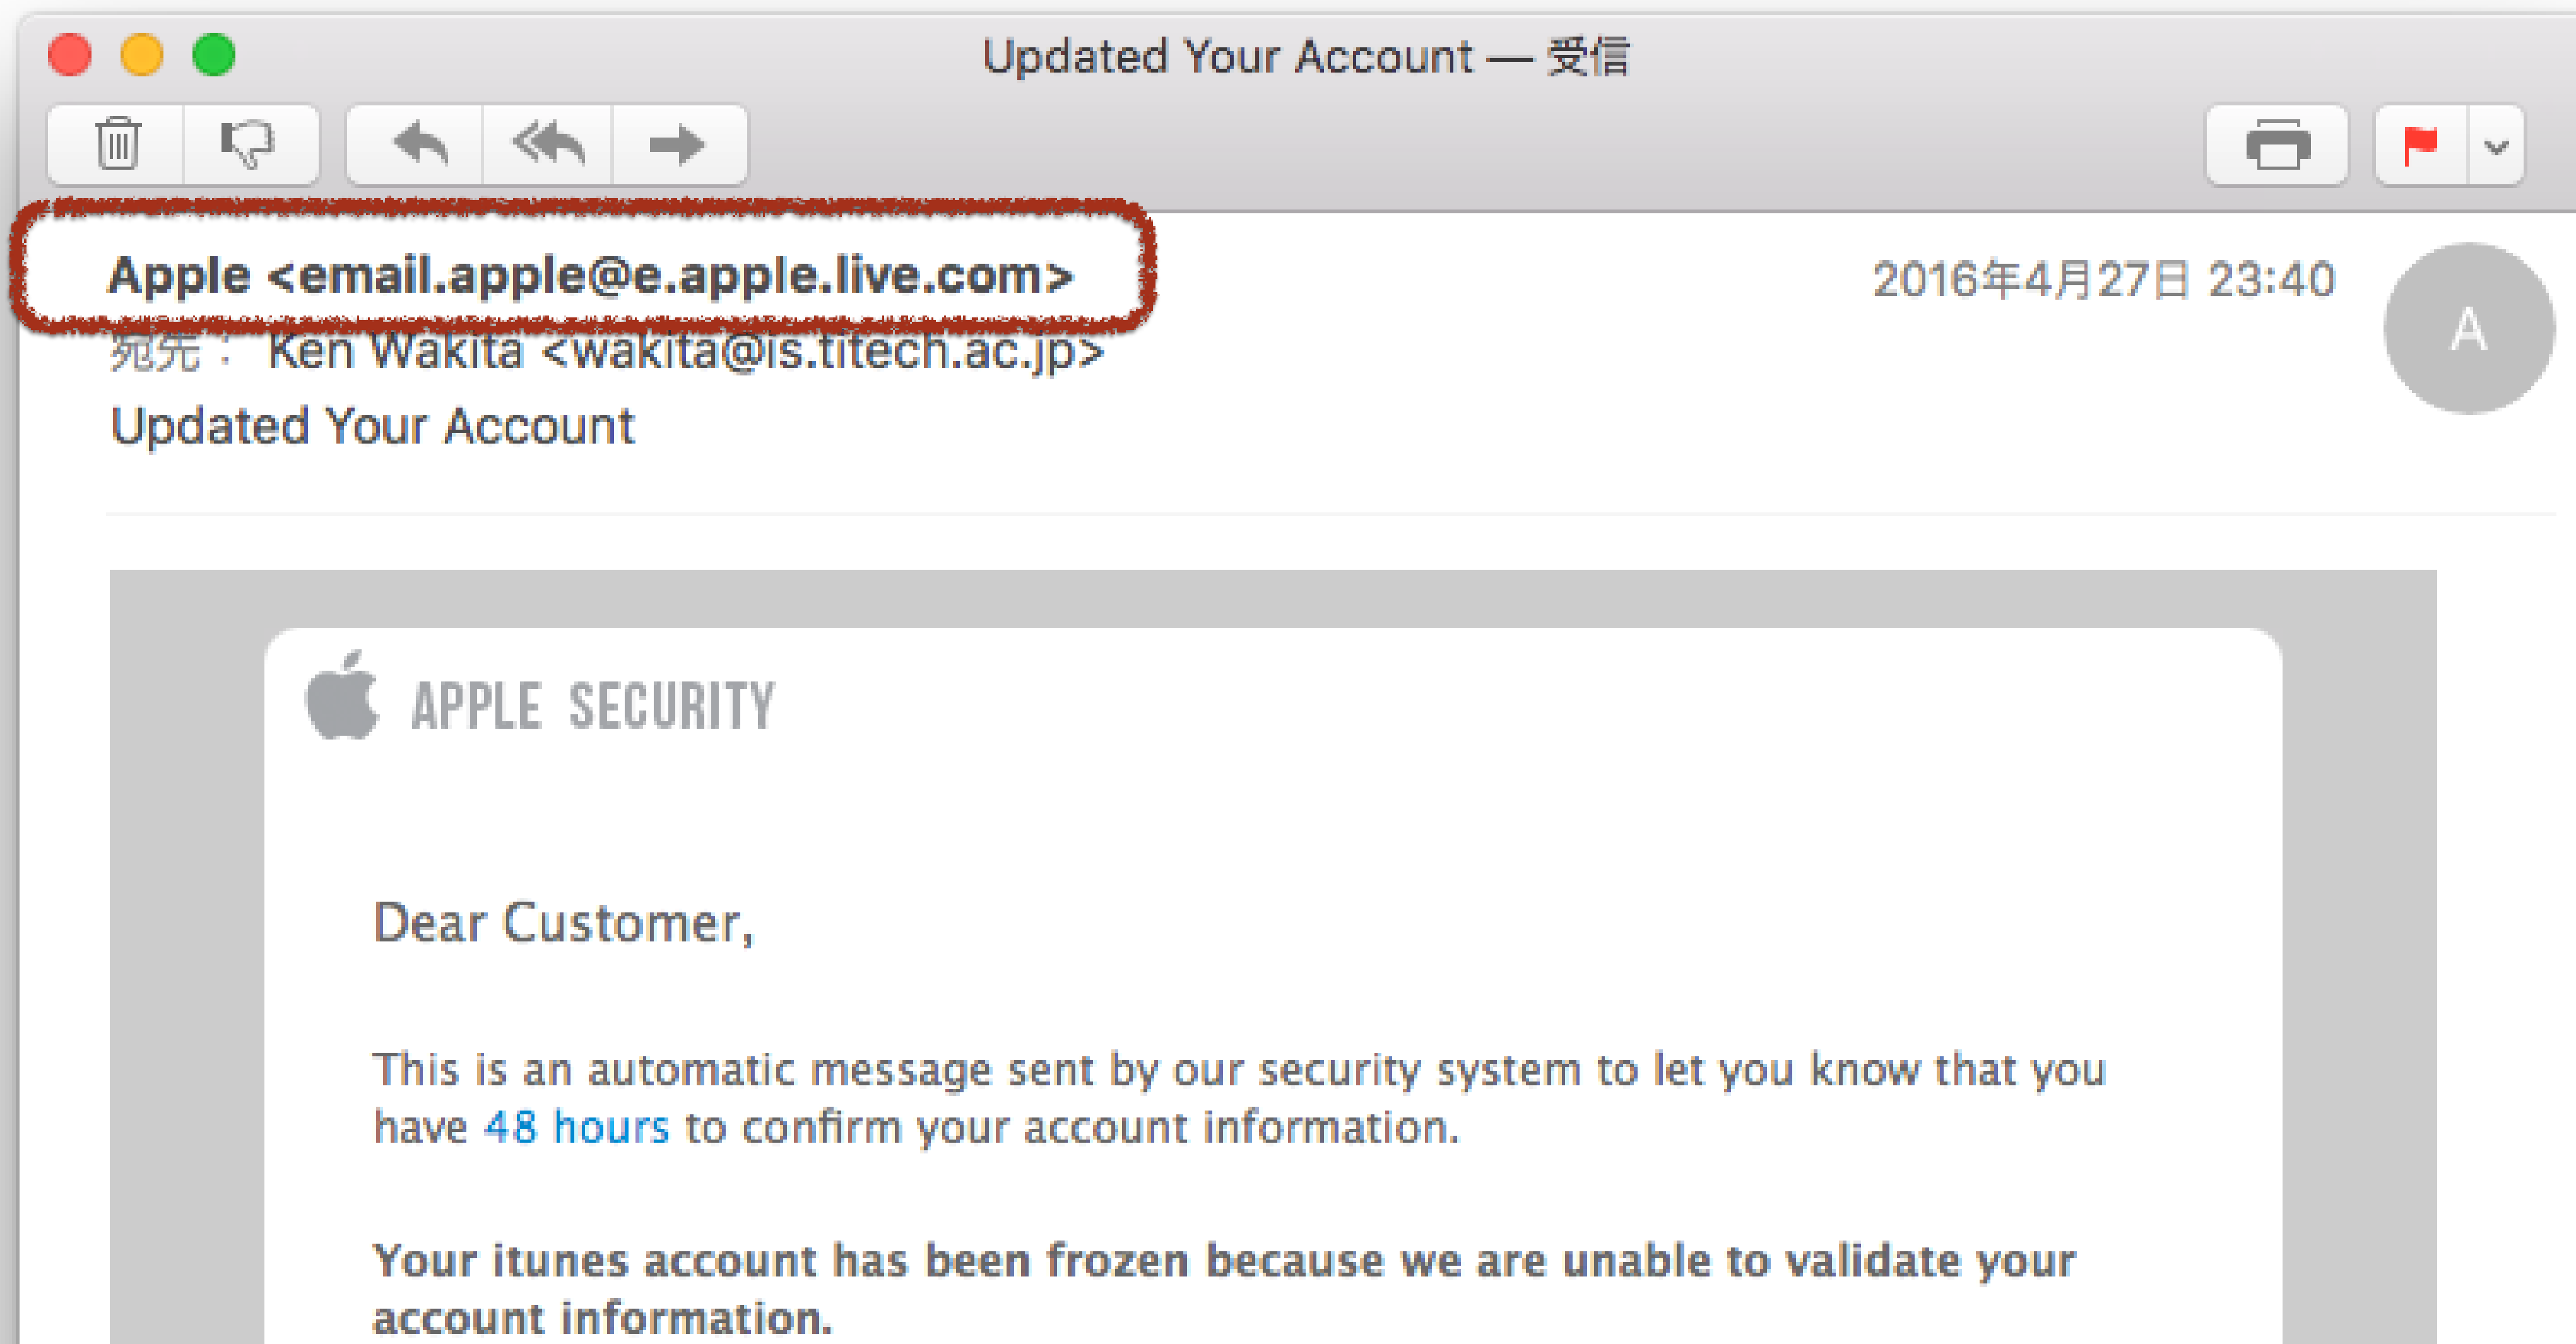 Updated Your Account — 受信
Apple <email.apple@e.apple.live.com>
2016年4月27日 23:40
A
宛先： Ken Wakita <wakita@is.titech.ac.jp>
Updated Your Account
APPLE SECURITY
Dear Customer,
This is an automatic message sent by our security system to let you know that you
have 48 hours to confirm your account information.
Your itunes account has been frozen because we are unable to validate your
account information.